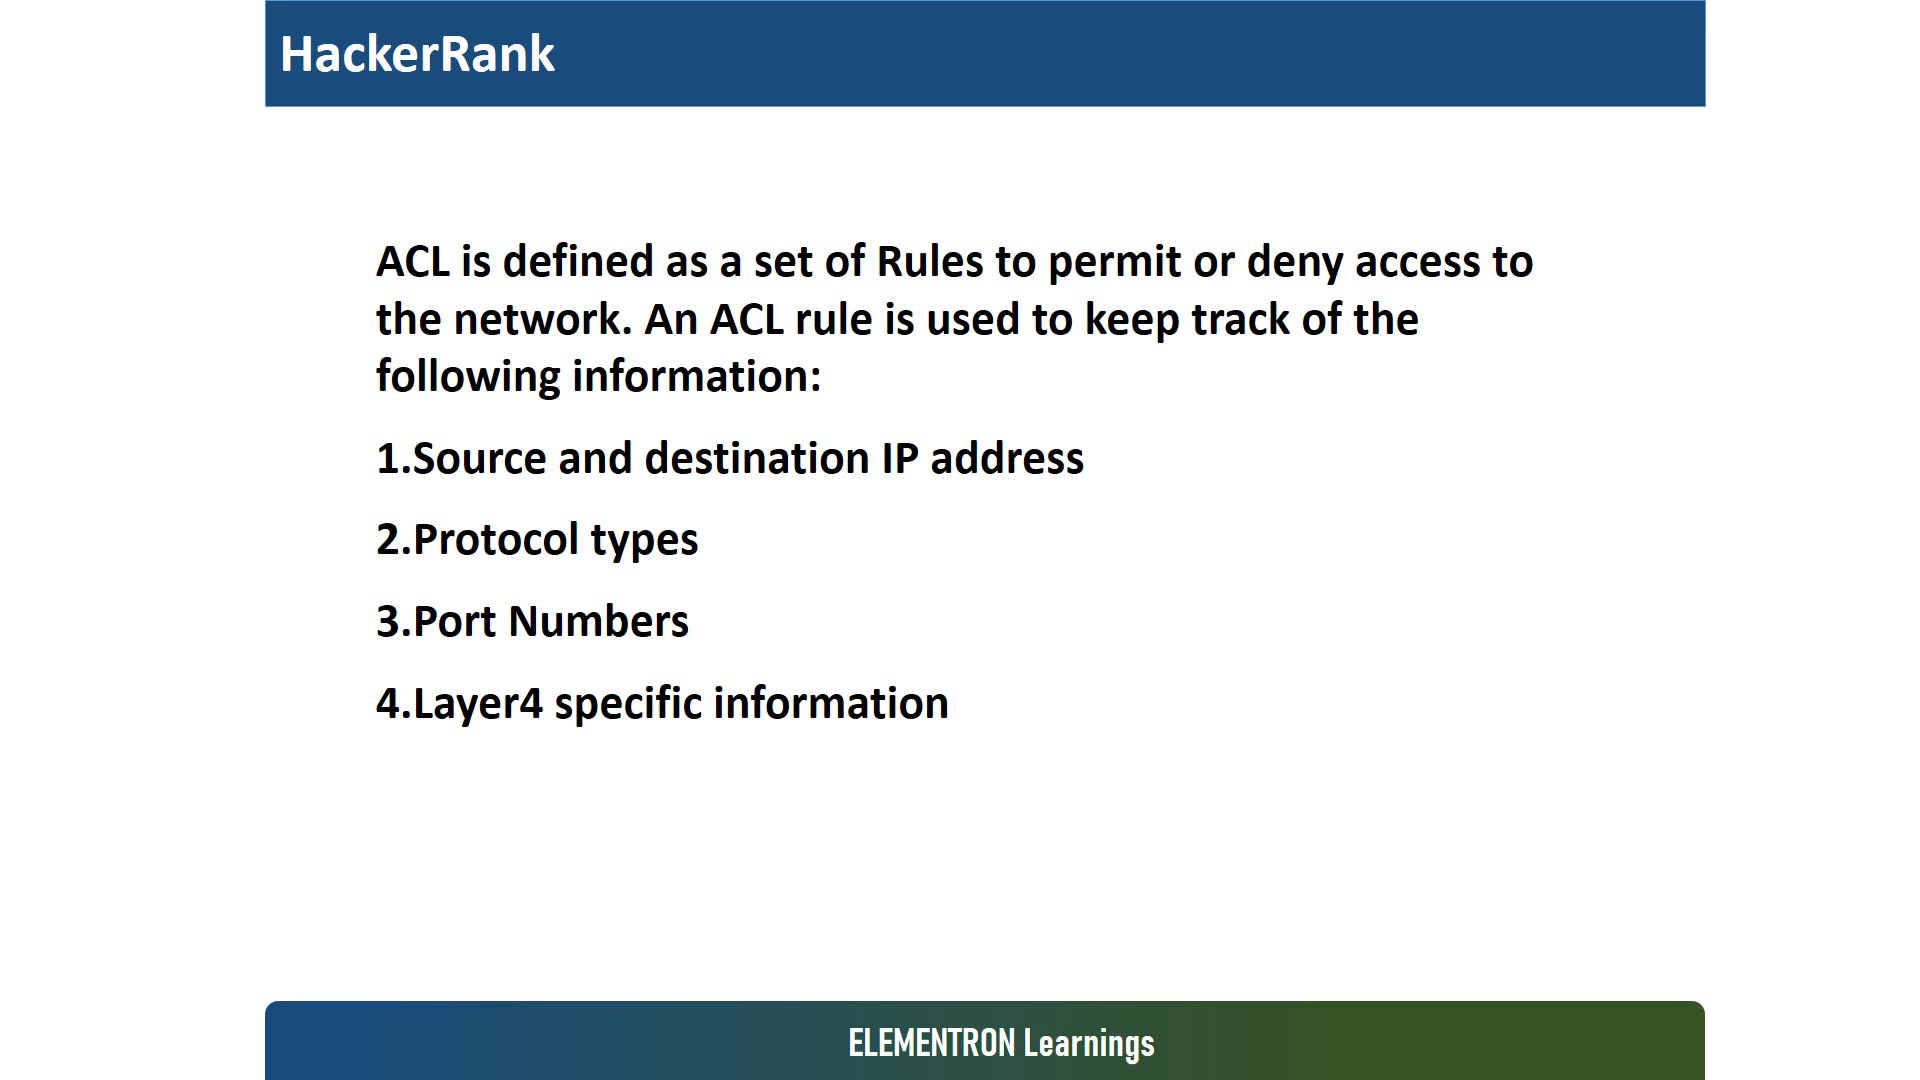 HackerRank
ACL is defined as a set of Rules to permit or deny access to
the network. An ACL rule is used to keep track of the
following information:
1.Source and destination IP address
2.Protocol types
3.Port Numbers
4.Layer4 specific information
ELEMENTRON Learnings